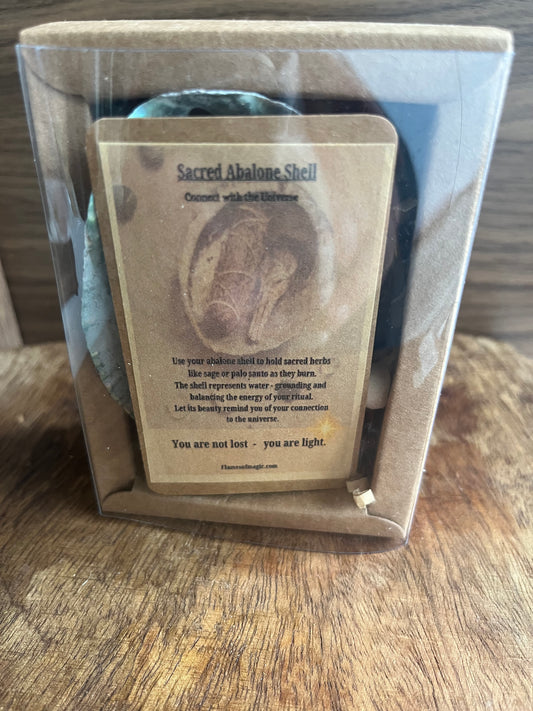 Sacred Abalone Shell
Connect with the Universe
Use your abalone shell to hold sacred herbs
like sage or palo santo as they burn.
The shell represents water - grounding and
balancing the energy of your ritual.
Let its beauty remind you of your connection
to the universe.
You are not lost - you are light.
Flamesofmagic.com